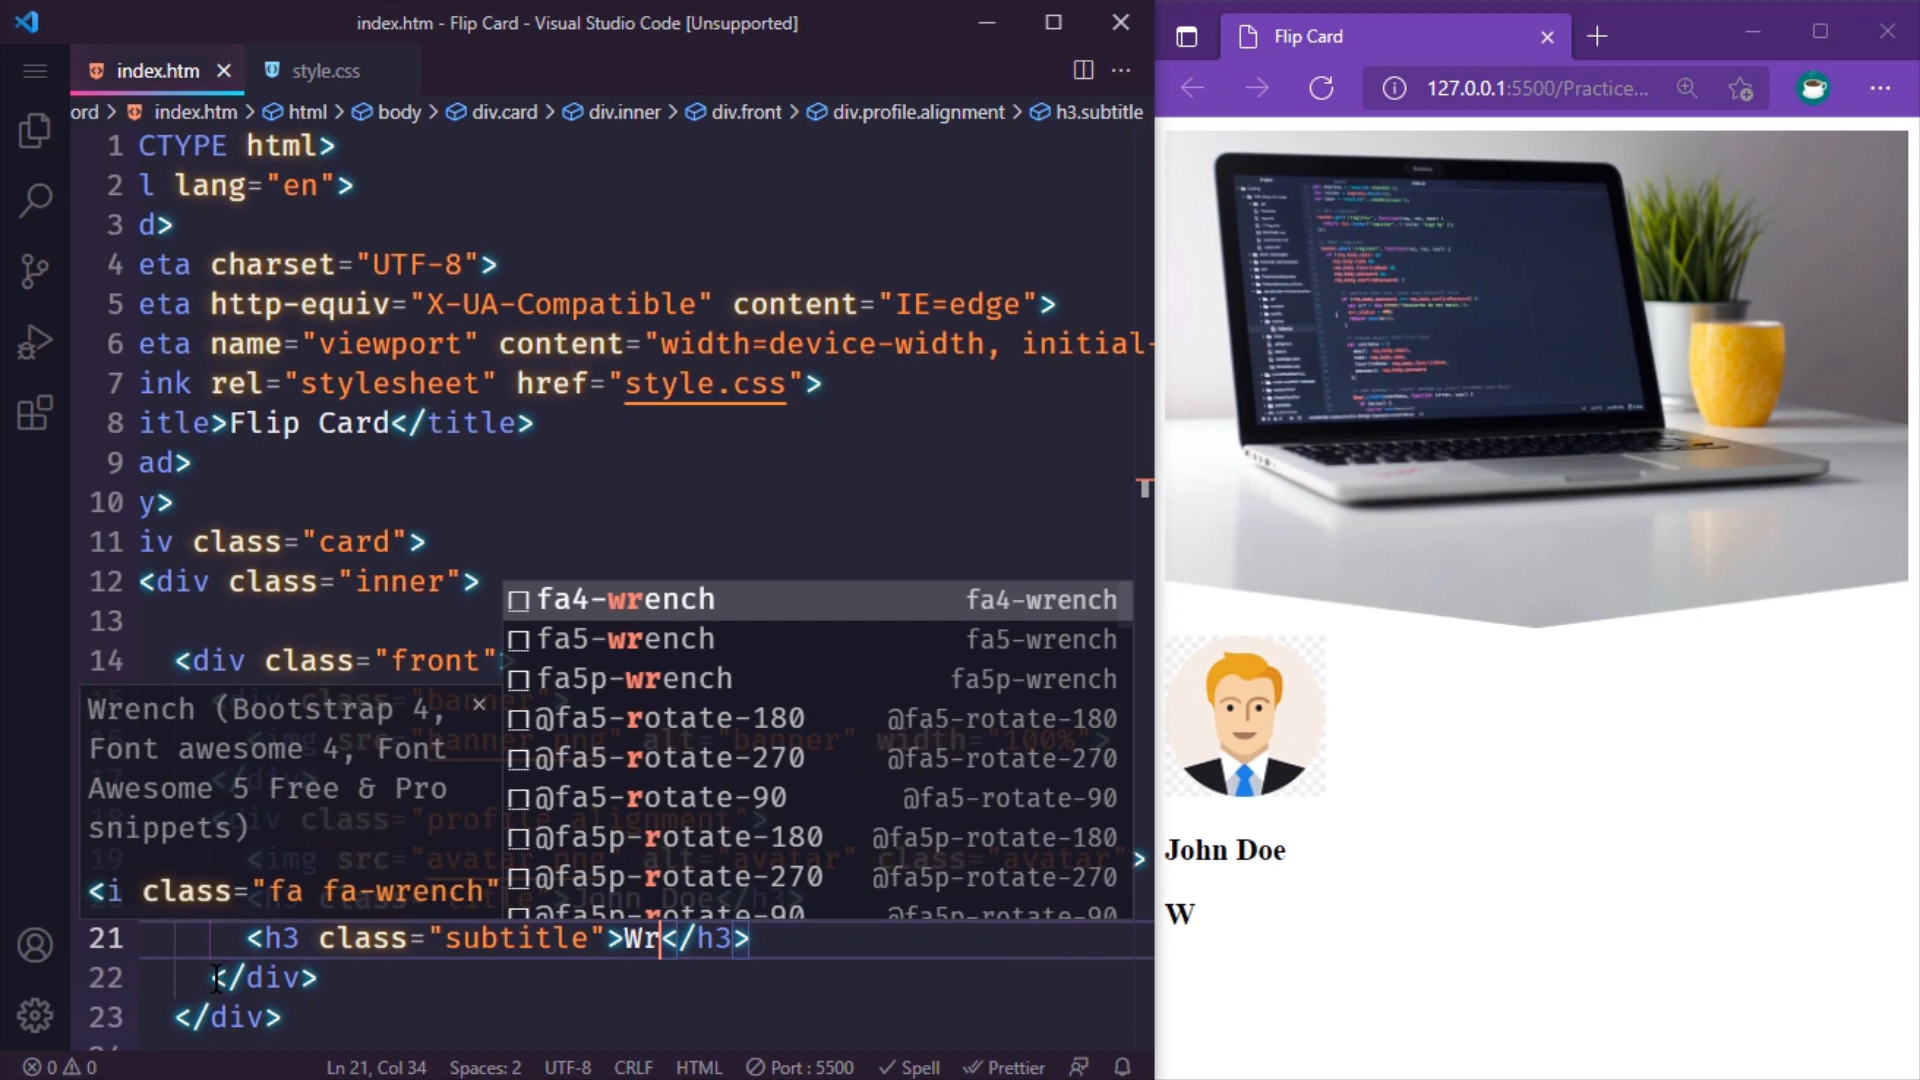 index.htm - Flip Card - Visual Studio Code [Unsupported]
index.htm
style.css
ord > index.htm > html > body > div.card > div.inner > div.front > div.profile.alignment > h3.subtitle
1 CTYPE html>
2 l lang="en">
3 d>
4 eta charset="UTF-8">
5 eta http-equiv="X-UA-Compatible" content="IE=edge">
6 eta name="viewport" content="width=device-width, initial-
7 ink rel="stylesheet" href="style.css">
8 itle>Flip Card</title>
9 ad>
10 y>
11 iv class="card">
12 <div class="inner">
13
14 <div class="front">
Wrench (Bootstrap 4,
Font awesome 4, Font
Awesome 5 Free & Pro
snippets)
<i class="fa fa-wrench"
fa4-wrench fa4-wrench
fa5-wrench fa5-wrench
fa5p-wrench fa5p-wrench
@fa5-rotate-180 @fa5-rotate-180
@fa5-rotate-270 @fa5-rotate-270
@fa5-rotate-90 @fa5-rotate-90
@fa5p-rotate-180 @fa5p-rotate-180
@fa5p-rotate-270 @fa5p-rotate-270
@fa5p-rotate-90 @fa5p-rotate-90
21 <h3 class="subtitle">Wr</h3>
22 </div>
23 </div>
0 0 Ln 21, Col 34 Spaces: 2 UTF-8 CRLF HTML Port : 5500 Spell Prettier
Flip Card
127.0.0.1:5500/Practice...
John Doe
W